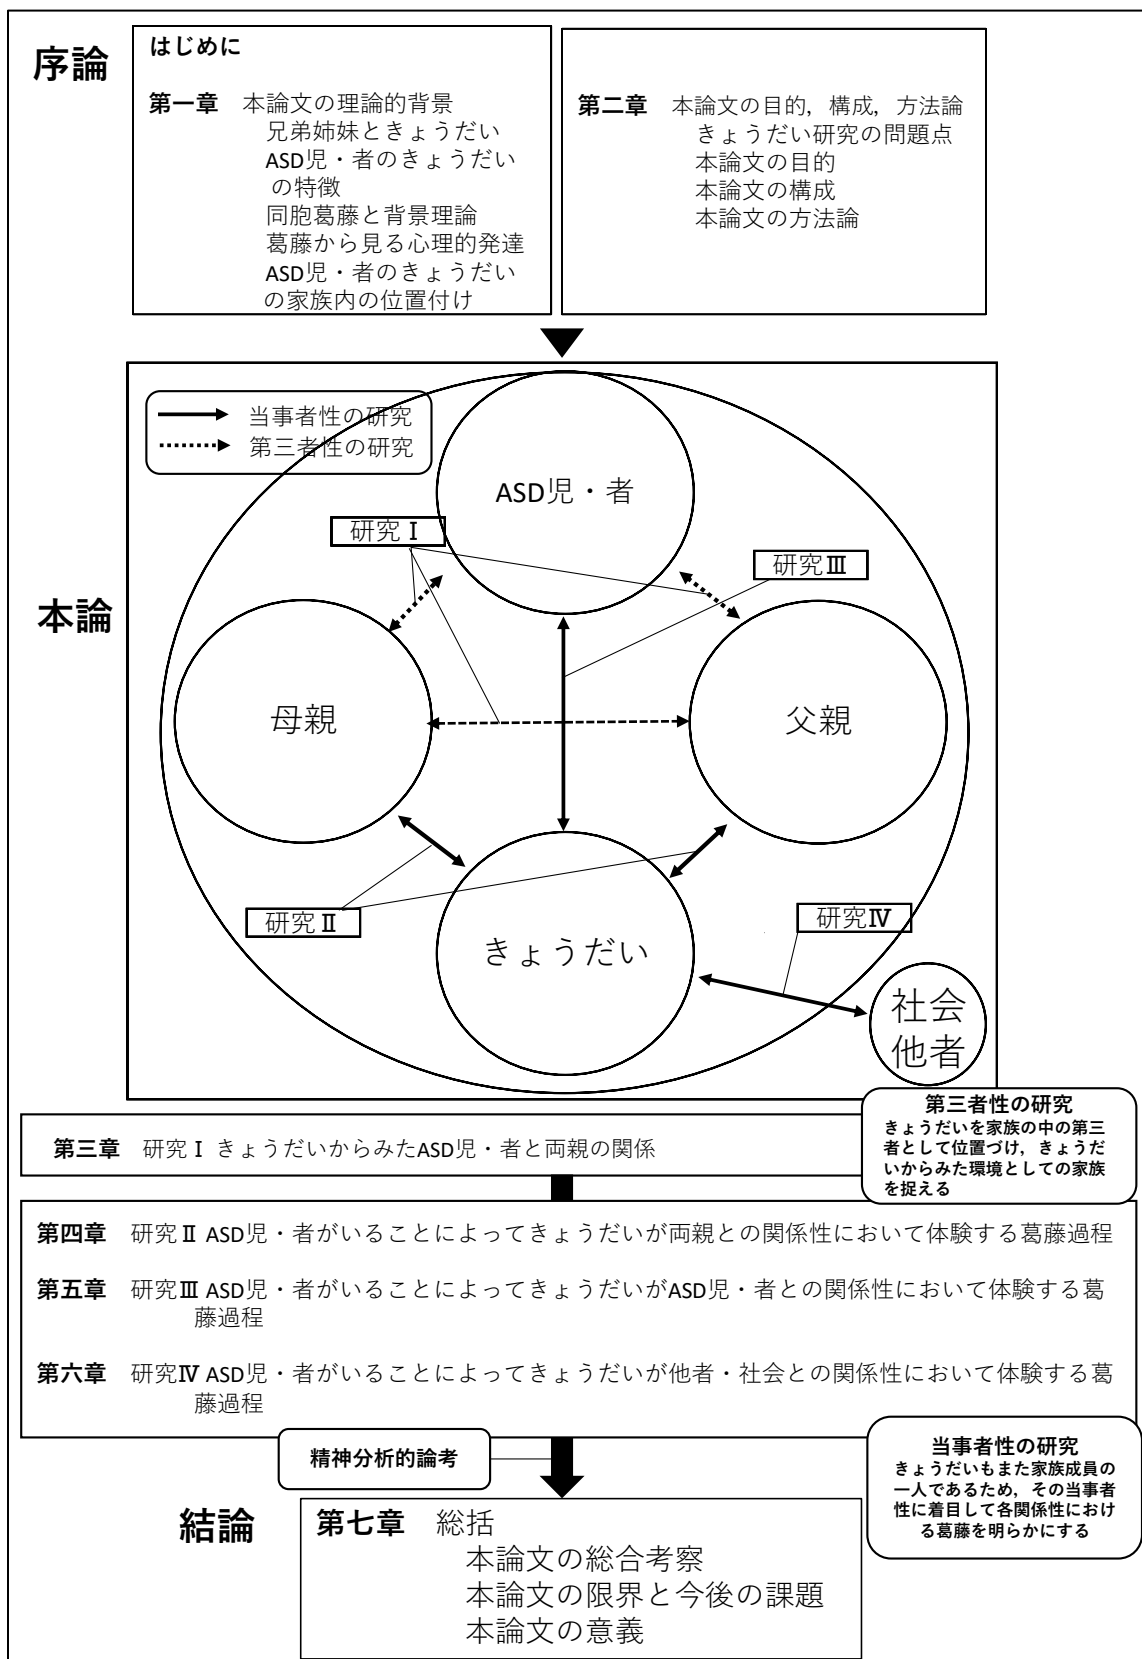 序論
はじめに
第一章 本論文の理論的背景
兄弟姉妹ときょうだい
ASD児・者のきょうだい
の特徴
同胞葛藤と背景理論
葛藤から見る心理的発達
ASD児・者のきょうだい
の家族内の位置付け
第二章 本論文の目的，構成，方法論
きょうだい研究の問題点
本論文の目的
本論文の構成
本論文の方法論
本論
当事者性の研究
第三者性の研究
ASD児・者
研究Ⅰ
研究Ⅲ
母親
父親
研究Ⅱ
きょうだい
研究Ⅳ
社会
他者
第三者性の研究
きょうだいを家族の中の第三
者として位置づけ，きょうだ
いからみた環境としての家族
を捉える
第三章 研究Ⅰ きょうだいからみたASD児・者と両親の関係
第四章 研究Ⅱ ASD児・者がいることによってきょうだいが両親との関係性において体験する葛藤過程
第五章 研究Ⅲ ASD児・者がいることによってきょうだいがASD児・者との関係性において体験する葛
藤過程
第六章 研究Ⅳ ASD児・者がいることによってきょうだいが他者・社会との関係性において体験する葛
藤過程
精神分析的論考
当事者性の研究
きょうだいもまた家族成員の
一人であるため，その当事者
性に着目して各関係性におけ
る葛藤を明らかにする
結論
第七章 総括
本論文の総合考察
本論文の限界と今後の課題
本論文の意義